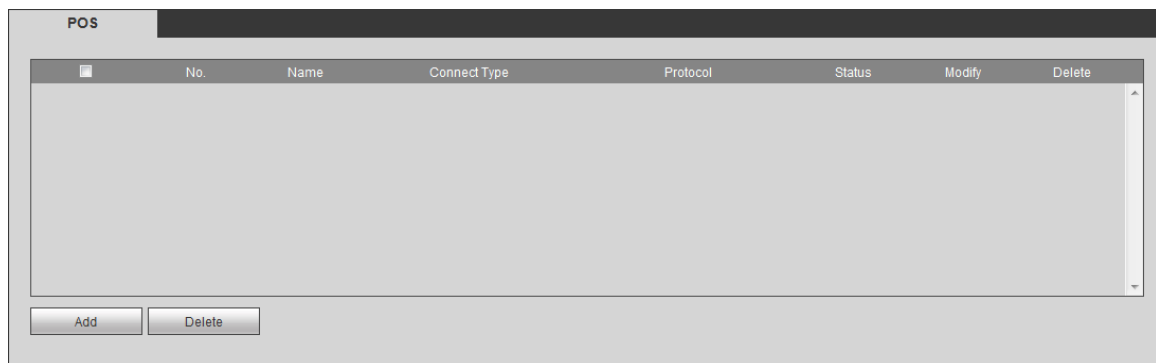 POS
No. Name Connect Type Protocol Status Modify Delete
Add Delete